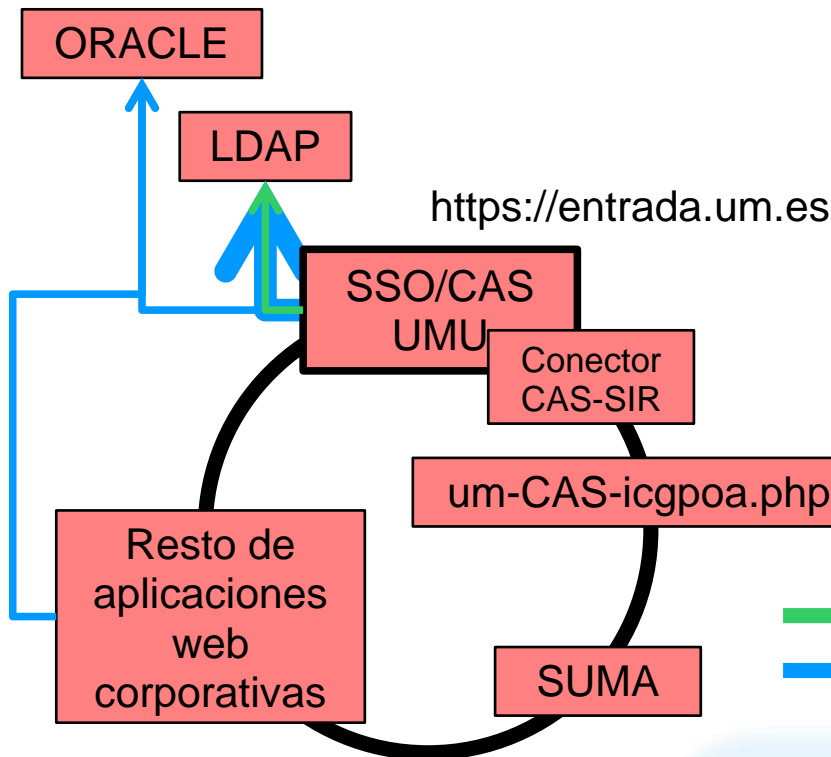 ORACLE
LDAP
https://entrada.um.es
SSO/CAS
UMU
Conector
CAS-SIR
um-CAS-icgpoa.php
Resto de
aplicaciones
web
corporativas
SUMA